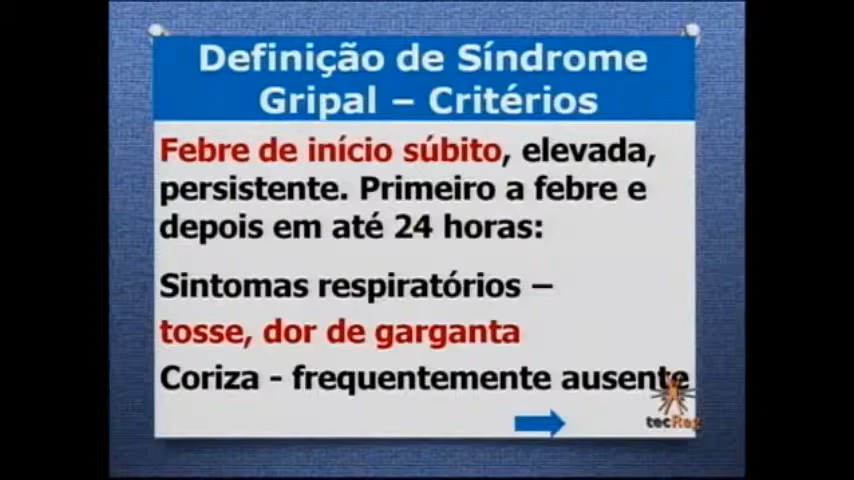 Definição de Síndrome
Gripal – Critérios
Febre de início súbito, elevada,
persistente. Primeiro a febre e
depois em até 24 horas:
Sintomas respiratórios –
tosse, dor de garganta
Coriza - frequentemente ausente